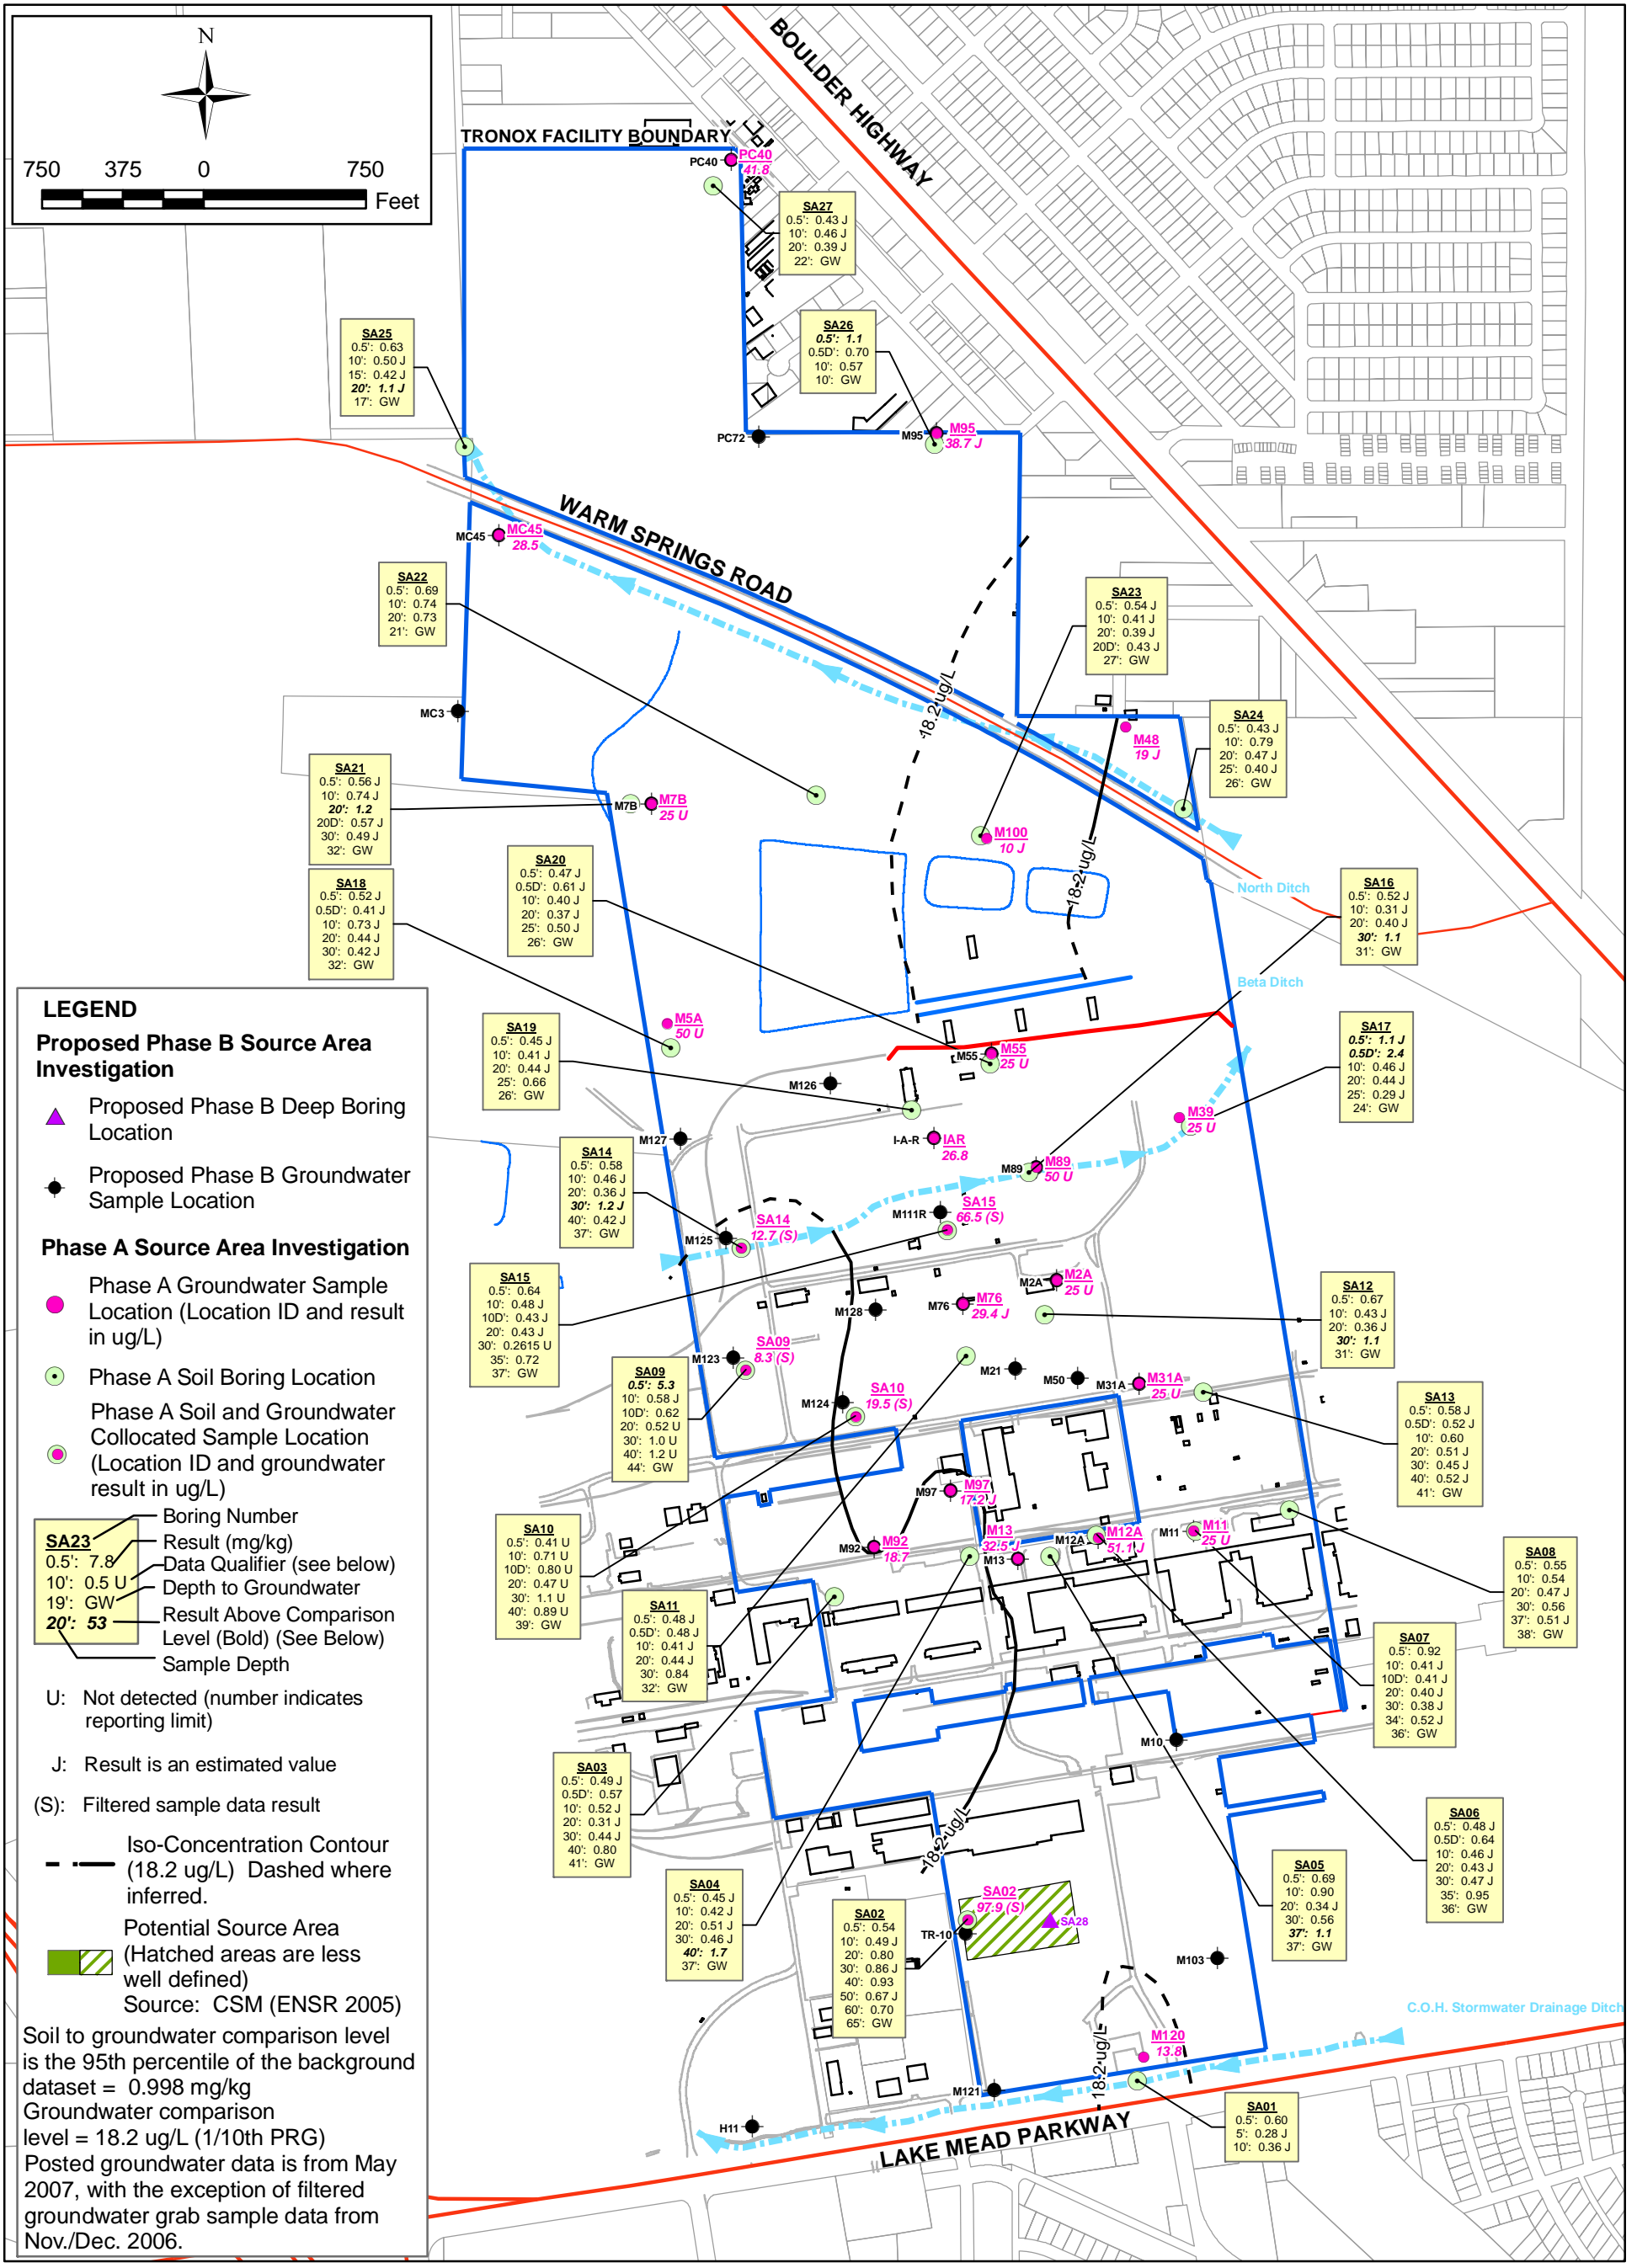 N
750 375 0 750
Feet
TRONOX FACILITY BOUNDARY
BOULDER HIGHWAY
PC40
PC40
41.8
SA27
0.5': 0.43 J
10': 0.46 J
20': 0.39 J
22': GW
SA25
0.5': 0.63
10': 0.50 J
15': 0.42 J
20': 1.1 J
17': GW
SA26
0.5': 1.1
0.5D': 0.70
10': 0.57
10': GW
PC72
M95
M95
38.7 J
WARM SPRINGS ROAD
MC45
MC45
28.5
SA22
0.5': 0.69
10': 0.74
20': 0.73
21': GW
SA23
0.5': 0.54 J
10': 0.41 J
20': 0.39 J
20D': 0.43 J
27': GW
18.2 ug/L
MC3
M48
19 J
SA24
0.5': 0.43 J
10': 0.79
20': 0.47 J
25': 0.40 J
26': GW
SA21
0.5': 0.56 J
10': 0.74 J
20': 1.2
20D': 0.57 J
30': 0.49 J
32': GW
M7B
M7B
25 U
M100
10 J
18.2 ug/L
SA20
0.5': 0.47 J
0.5D': 0.61 J
10': 0.40 J
20': 0.37 J
25': 0.50 J
26': GW
SA18
0.5': 0.52 J
0.5D': 0.41 J
10': 0.73 J
20': 0.44 J
30': 0.42 J
32': GW
North Ditch
SA16
0.5': 0.52 J
10': 0.31 J
20': 0.40 J
30': 1.1
31': GW
Beta Ditch
SA19
0.5': 0.45 J
10': 0.41 J
20': 0.44 J
25': 0.66
26': GW
M5A
50 U
M55
M55
25 U
SA17
0.5': 1.1 J
0.5D': 2.4
10': 0.46 J
20': 0.44 J
25': 0.29 J
24': GW
M126
M39
25 U
M127
I-A-R
IAR
26.8
SA14
0.5': 0.58
10': 0.46 J
20': 0.36 J
30': 1.2 J
40': 0.42 J
37': GW
M89
M89
50 U
M111R
SA15
66.5 (S)
SA14
12.7 (S)
M125
SA15
0.5': 0.64
10': 0.48 J
10D': 0.43 J
20': 0.43 J
30': 0.2615 U
35': 0.72
37': GW
M2A
M2A
25 U
M128
M76
M76
29.4 J
SA12
0.5': 0.67
10': 0.43 J
20': 0.36 J
30': 1.1
31': GW
M123
SA09
8.3 (S)
SA09
0.5': 5.3
10': 0.58 J
10D': 0.62
20': 0.52 U
30': 1.0 U
40': 1.2 U
44': GW
M21
M50
M31A
M31A
25 U
M124
SA10
19.5 (S)
SA13
0.5': 0.58 J
0.5D': 0.52 J
10': 0.60
20': 0.51 J
30': 0.45 J
40': 0.52 J
41': GW
M97
M97
17.2 J
SA10
0.5': 0.41 U
10': 0.71 U
10D': 0.80 U
20': 0.47 U
30': 1.1 U
40': 0.89 U
39': GW
M92
M92
18.7
M13
32.5 J
M13
M12A
M12A
51.1 J
M11
M11
25 U
SA08
0.5': 0.55
10': 0.54
20': 0.47 J
30': 0.56
37': 0.51 J
38': GW
SA11
0.5': 0.48 J
0.5D': 0.48 J
10': 0.41 J
20': 0.44 J
30': 0.84
32': GW
SA07
0.5': 0.92
10': 0.41 J
10D': 0.41 J
20': 0.40 J
30': 0.38 J
34': 0.52 J
36': GW
M10
SA03
0.5': 0.49 J
0.5D': 0.57
10': 0.52 J
20': 0.31 J
30': 0.44 J
40': 0.80
41': GW
18.2 ug/L
SA06
0.5': 0.48 J
0.5D': 0.64
10': 0.46 J
20': 0.43 J
30': 0.47 J
35': 0.95
36': GW
SA04
0.5': 0.45 J
10': 0.42 J
20': 0.51 J
30': 0.46 J
40': 1.7
37': GW
SA05
0.5': 0.69
10': 0.90
20': 0.34 J
30': 0.56
37': 1.1
37': GW
SA02
97.9 (S)
SA02
0.5': 0.54
10': 0.49 J
20': 0.80
30': 0.86 J
40': 0.93
50': 0.67 J
60': 0.70
65': GW
TR-10
SA28
M103
C.O.H. Stormwater Drainage Ditch
M120
13.8
18.2 ug/L
M121
H11
SA01
0.5': 0.60
5': 0.28 J
10': 0.36 J
LAKE MEAD PARKWAY
LEGEND
Proposed Phase B Source Area
Investigation
Proposed Phase B Deep Boring
Location
Proposed Phase B Groundwater
Sample Location
Phase A Source Area Investigation
Phase A Groundwater Sample
Location (Location ID and result
in ug/L)
Phase A Soil Boring Location
Phase A Soil and Groundwater
Collocated Sample Location
(Location ID and groundwater
result in ug/L)
SA23
0.5': 7.8
10': 0.5 U
19': GW
20': 53
Boring Number
Result (mg/kg)
Data Qualifier (see below)
Depth to Groundwater
Result Above Comparison
Level (Bold) (See Below)
Sample Depth
U: Not detected (number indicates
reporting limit)
J: Result is an estimated value
(S): Filtered sample data result
Iso-Concentration Contour
(18.2 ug/L) Dashed where
inferred.
Potential Source Area
(Hatched areas are less
well defined)
Source: CSM (ENSR 2005)
Soil to groundwater comparison level
is the 95th percentile of the background
dataset = 0.998 mg/kg
Groundwater comparison
level = 18.2 ug/L (1/10th PRG)
Posted groundwater data is from May
2007, with the exception of filtered
groundwater grab sample data from
Nov./Dec. 2006.